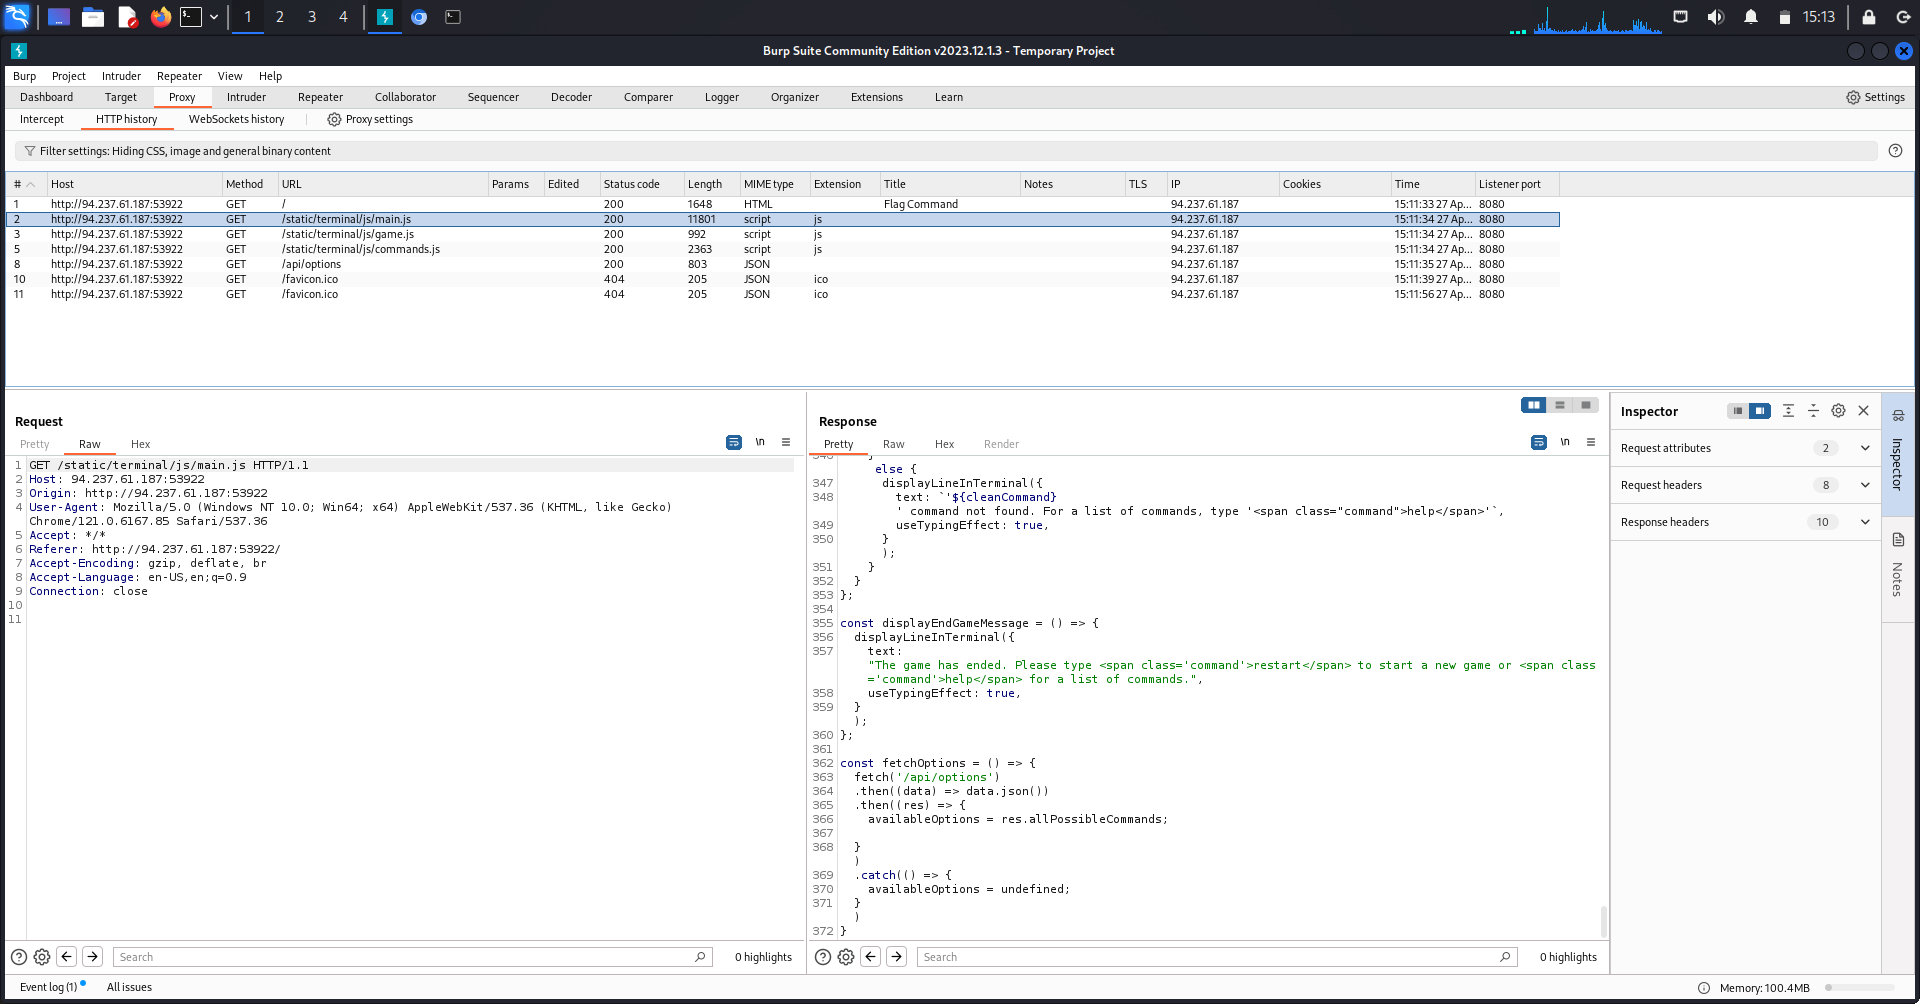 1 2 3 4 15:13
Burp Suite Community Edition v2023.12.1.3 - Temporary Project
Burp Project Intruder Repeater View Help
Dashboard Target Proxy Intruder Repeater Collaborator Sequencer Decoder Comparer Logger Organizer Extensions Learn Settings
Intercept HTTP history WebSockets history Proxy settings
Filter settings: Hiding CSS, image and general binary content
# Host Method URL Params Edited Status code Length MIME type Extension Title Notes TLS IP Cookies Time Listener port
1 http://94.237.61.187:53922 GET / 200 1648 HTML Flag Command 94.237.61.187 15:11:33 27 Ap... 8080
2 http://94.237.61.187:53922 GET /static/terminal/js/main.js 200 11801 script js 94.237.61.187 15:11:34 27 Ap... 8080
3 http://94.237.61.187:53922 GET /static/terminal/js/game.js 200 992 script js 94.237.61.187 15:11:34 27 Ap... 8080
5 http://94.237.61.187:53922 GET /static/terminal/js/commands.js 200 2363 script js 94.237.61.187 15:11:34 27 Ap... 8080
8 http://94.237.61.187:53922 GET /api/options 200 803 JSON 94.237.61.187 15:11:35 27 Ap... 8080
10 http://94.237.61.187:53922 GET /favicon.ico 404 205 JSON ico 94.237.61.187 15:11:39 27 Ap... 8080
11 http://94.237.61.187:53922 GET /favicon.ico 404 205 JSON ico 94.237.61.187 15:11:56 27 Ap... 8080
Request
Pretty Raw Hex \n
1 GET /static/terminal/js/main.js HTTP/1.1
2 Host: 94.237.61.187:53922
3 Origin: http://94.237.61.187:53922
4 User-Agent: Mozilla/5.0 (Windows NT 10.0; Win64; x64) AppleWebKit/537.36 (KHTML, like Gecko)
Chrome/121.0.6167.85 Safari/537.36
5 Accept: */*
6 Referer: http://94.237.61.187:53922/
7 Accept-Encoding: gzip, deflate, br
8 Accept-Language: en-US,en;q=0.9
9 Connection: close
10
11
Search 0 highlights
Response
Pretty Raw Hex Render \n
346 }
else {
347 displayLineInTerminal({
348 text: `'${cleanCommand}
' command not found. For a list of commands, type '<span class="command">help</span>'`,
349 useTypingEffect: true,
350 }
);
351 }
352 }
353 };
354
355 const displayEndGameMessage = () => {
356 displayLineInTerminal({
357 text:
"The game has ended. Please type <span class='command'>restart</span> to start a new game or <span class
='command'>help</span> for a list of commands.",
358 useTypingEffect: true,
359 }
);
360 };
361
362 const fetchOptions = () => {
363 fetch('/api/options')
364 .then((data) => data.json())
365 .then((res) => {
366 availableOptions = res.allPossibleCommands;
367
368 }
)
369 .catch(() => {
370 availableOptions = undefined;
371 }
)
372 }
Search 0 highlights
Inspector
Request attributes 2
Request headers 8
Response headers 10
Inspector
Notes
Event log (1) All issues Memory: 100.4MB